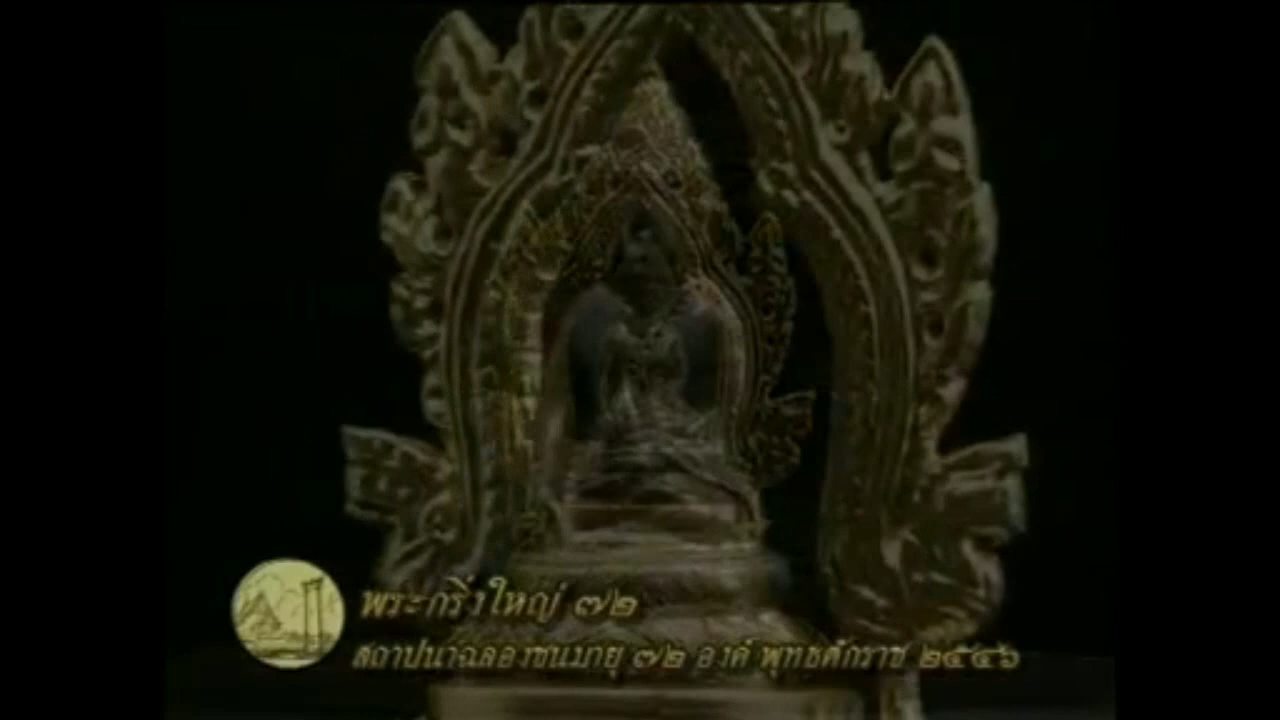 พระกริ่งใหญ่ ๗๒
สถาปนาฉลองชนมายุ ๗๒ องค์ พุทธศักราช ๒๕๔๖